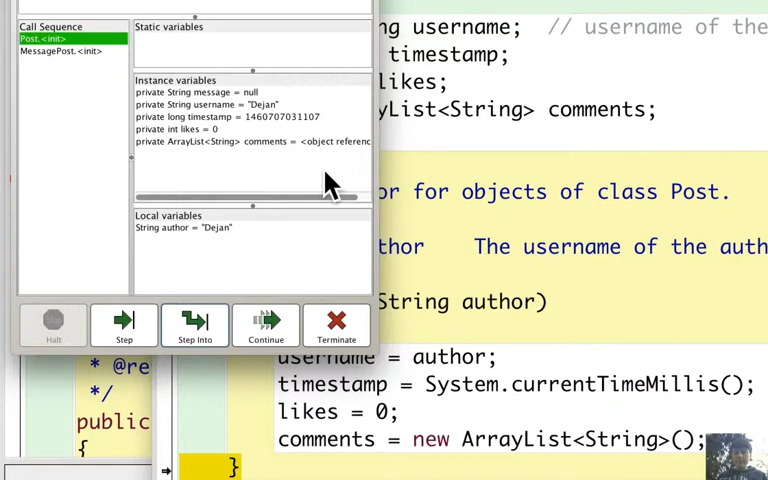 Call Sequence
Post.<init>
MessagePost.<init>
Static variables
Instance variables
private String message = null
private String username = "Dejan"
private long timestamp = 1460707031107
private int likes = 0
private ArrayList<String> comments = <object referenc
Local variables
String author = "Dejan"
Halt
Step
Step Into
Continue
Terminate
ng username;  // username of the
timestamp;
likes;
yList<String> comments;
or for objects of class Post.
thor    The username of the auth
String author)
username = author;
timestamp = System.currentTimeMillis();
likes = 0;
comments = new ArrayList<String>();
}
* @re
*/
public
{